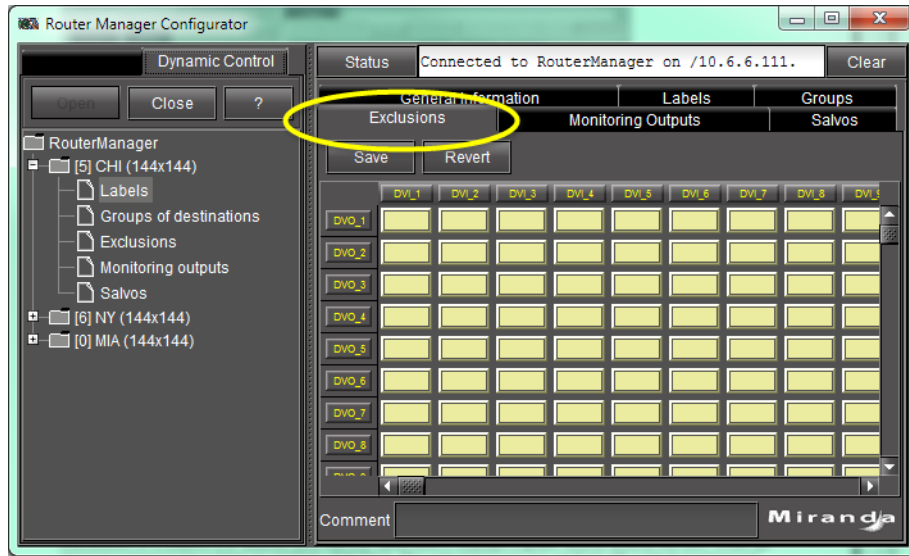 Router Manager Configurator
Dynamic Control
Open Close ?
RouterManager
[5] CHI (144x144)
Labels
Groups of destinations
Exclusions
Monitoring outputs
Salvos
[6] NY (144x144)
[0] MIA (144x144)
Status Connected to RouterManager on /10.6.6.111. Clear
General Information Labels Groups
Exclusions Monitoring Outputs Salvos
Save Revert
DVI_1 DVI_2 DVI_3 DVI_4 DVI_5 DVI_6 DVI_7 DVI_8 DVI_9
DVO_1
DVO_2
DVO_3
DVO_4
DVO_5
DVO_6
DVO_7
DVO_8
Comment
Miranda